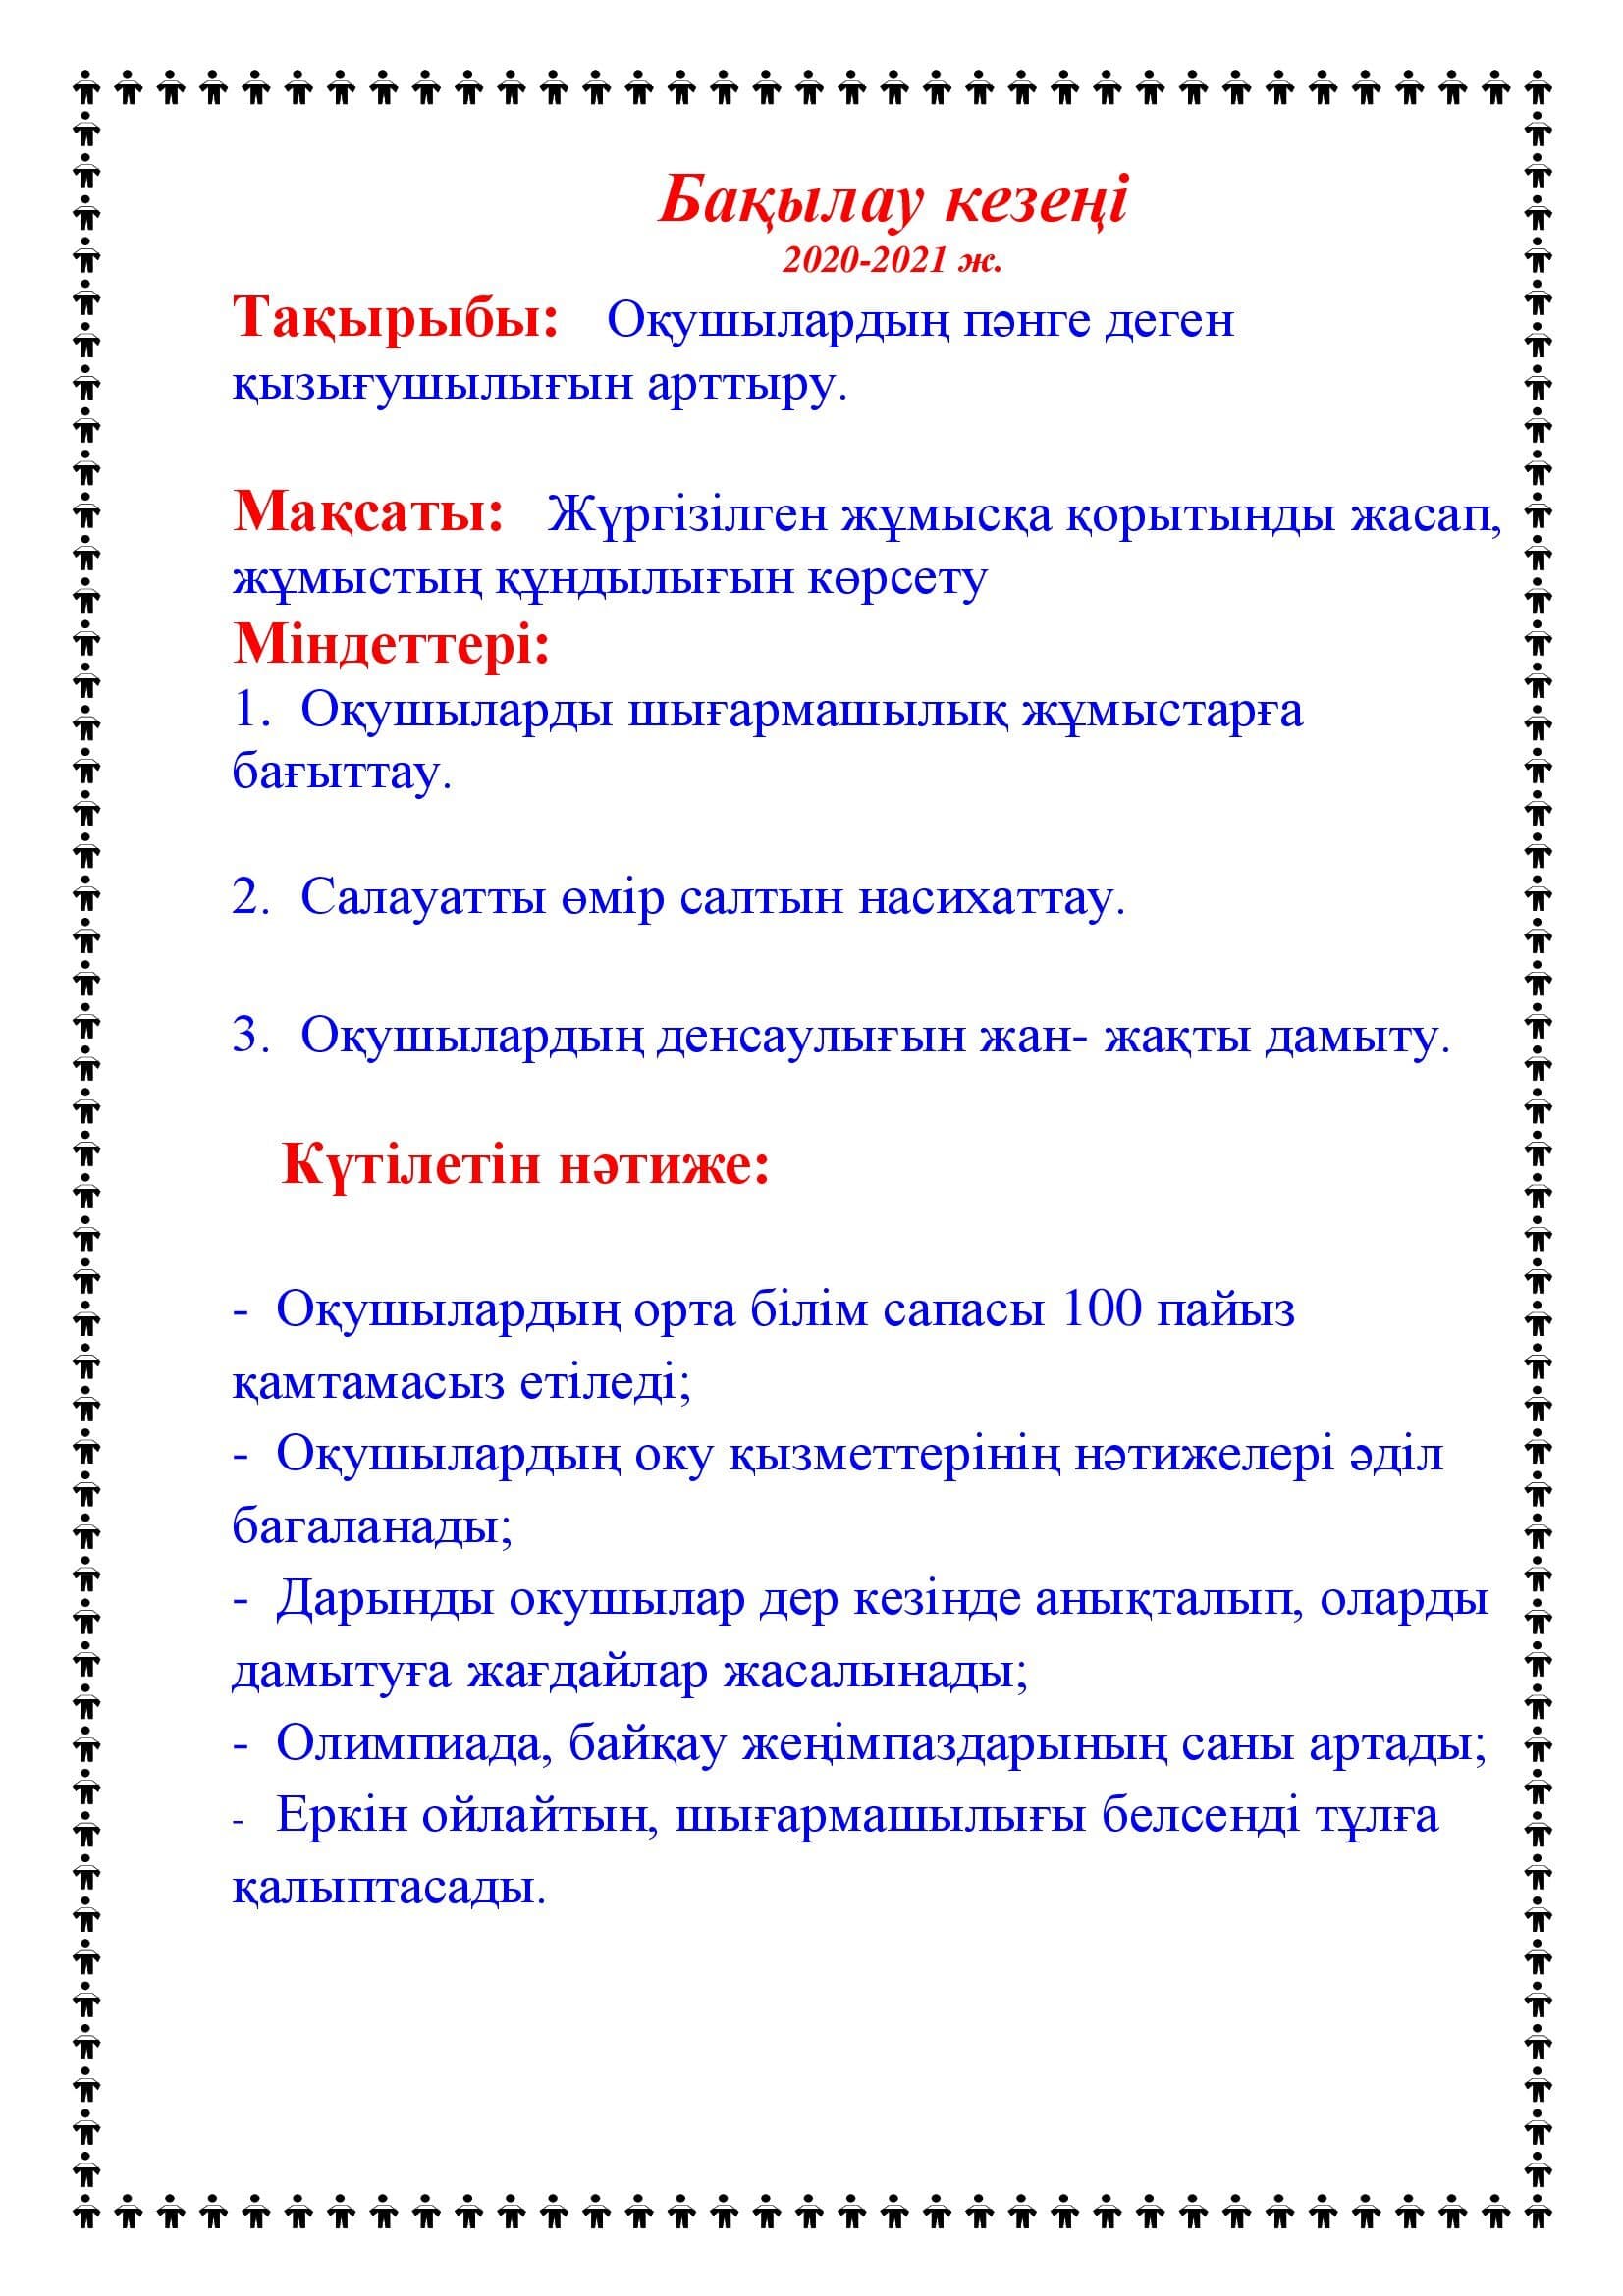 Бақылау кезеңі
2020-2021 ж.
Тақырыбы: Оқушылардың пәнге деген
қызығушылығын арттыру.
Мақсаты: Жүргізілген жұмысқа қорытынды жасап,
жұмыстың құндылығын көрсету
Міндеттері:
1. Оқушыларды шығармашылық жұмыстарға
бағыттау.
2. Салауатты өмір салтын насихаттау.
3. Оқушылардың денсаулығын жан- жақты дамыту.
Күтілетін нәтиже:
- Оқушылардың орта білім сапасы 100 пайыз
қамтамасыз етіледі;
- Оқушылардың оку қызметтерінің нәтижелері әділ
багаланады;
- Дарынды окушылар дер кезінде анықталып, оларды
дамытуға жағдайлар жасалынады;
- Олимпиада, байқау жеңімпаздарының саны артады;
- Еркін ойлайтын, шығармашылығы белсенді тұлға
қалыптасады.